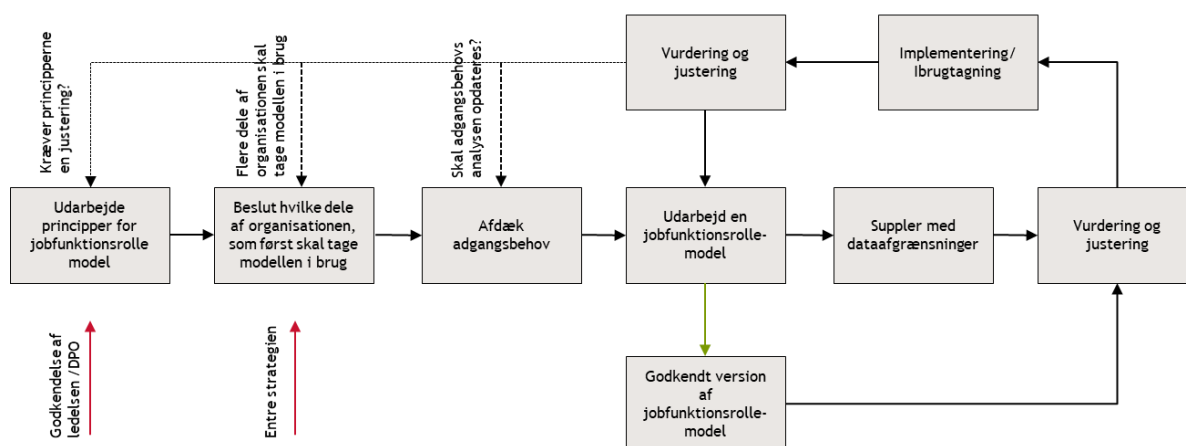 Kræver principperne
en justering?
Flere dele af
organisationen skal
tage modellen i brug
Skal adgangsbehovs
analysen opdateres?
Vurdering og
justering
Implementering/
Ibrugtagning
Udarbejde
principper for
jobfunktionsrolle
model
Beslut hvilke dele
af organisationen,
som først skal tage
modellen i brug
Afdæk
adgangsbehov
Udarbejd en
jobfunktionsrolle-
model
Suppler med
dataafgrænsninger
Vurdering og
justering
Godkendelse af
ledelsen /DPO
Entre strategien
Godkendt version
af
jobfunktionsrolle-
model